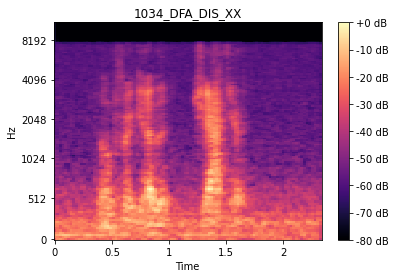 1034_DFA_DIS_XX
8192
4096
2048
1024
512
0
Hz
0
0.5
1
1.5
2
Time
+0 dB
-10 dB
-20 dB
-30 dB
-40 dB
-50 dB
-60 dB
-70 dB
-80 dB